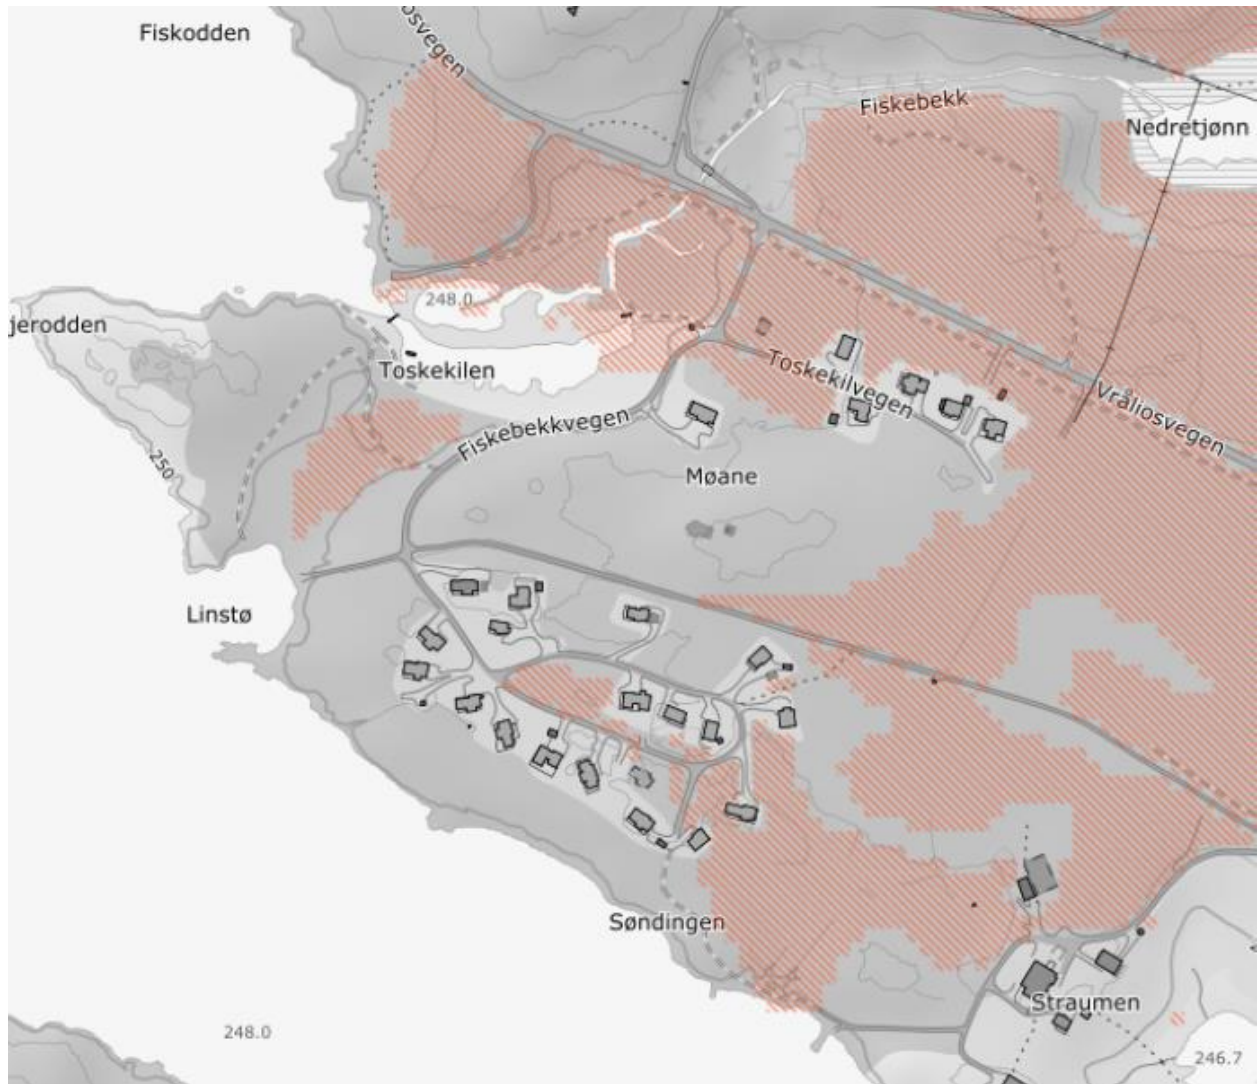 Fiskodden
osvegen
Fiskebekk
Nedretjønn
248.0
jerodden
Toskekilen
Toskekilvegen
Vråliosvegen
Fiskebekkvegen
250
Møane
Linstø
Søndingen
Straumen
248.0
246.7